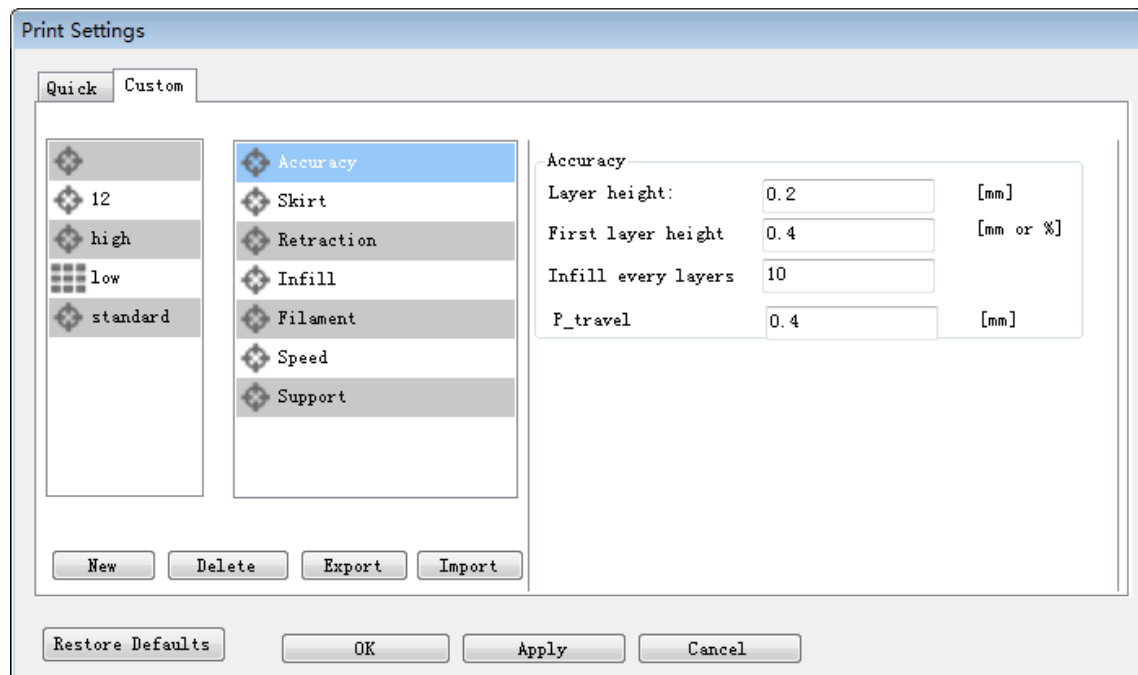 Print Settings
Quick
Custom
12
high
low
standard
Accuracy
Skirt
Retraction
Infill
Filament
Speed
Support
Accuracy
Layer height: 0.2 [mm]
First layer height 0.4 [mm or %]
Infill every layers 10
P_travel 0.4 [mm]
New Delete Export Import
Restore Defaults OK Apply Cancel